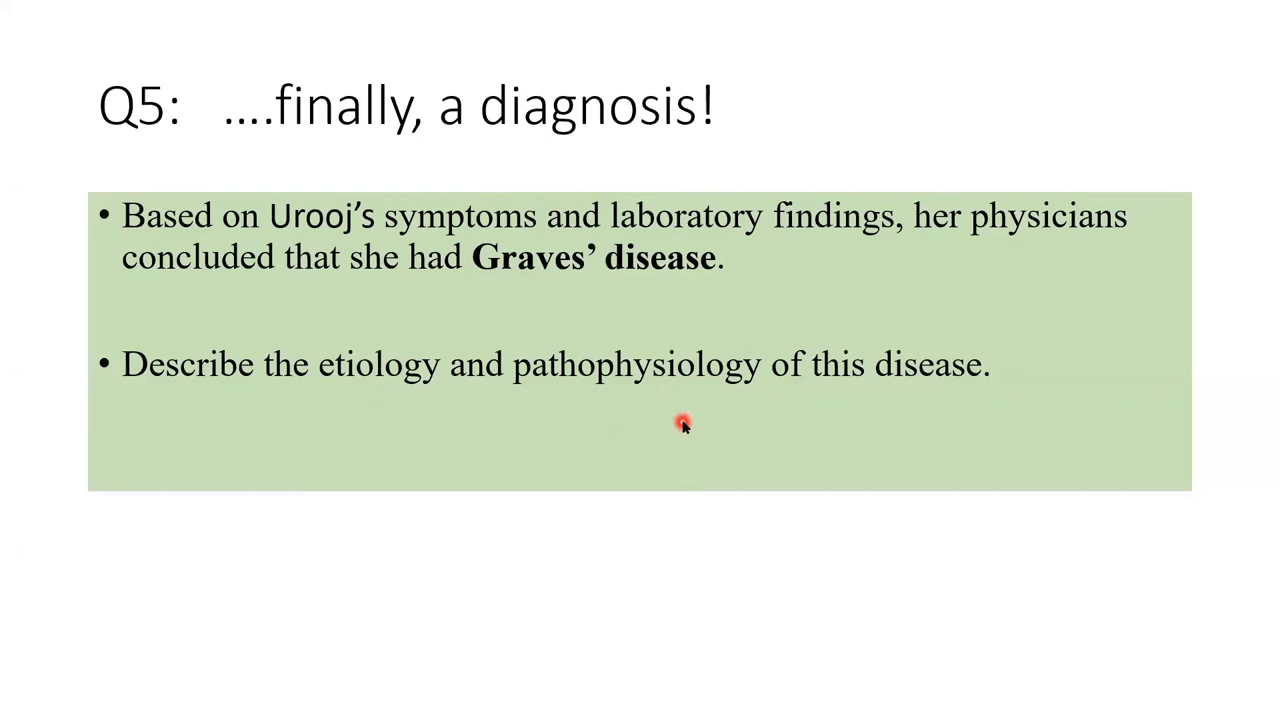 Q5: ….finally, a diagnosis!
• Based on Urooj’s symptoms and laboratory findings, her physicians
concluded that she had Graves’ disease.
• Describe the etiology and pathophysiology of this disease.